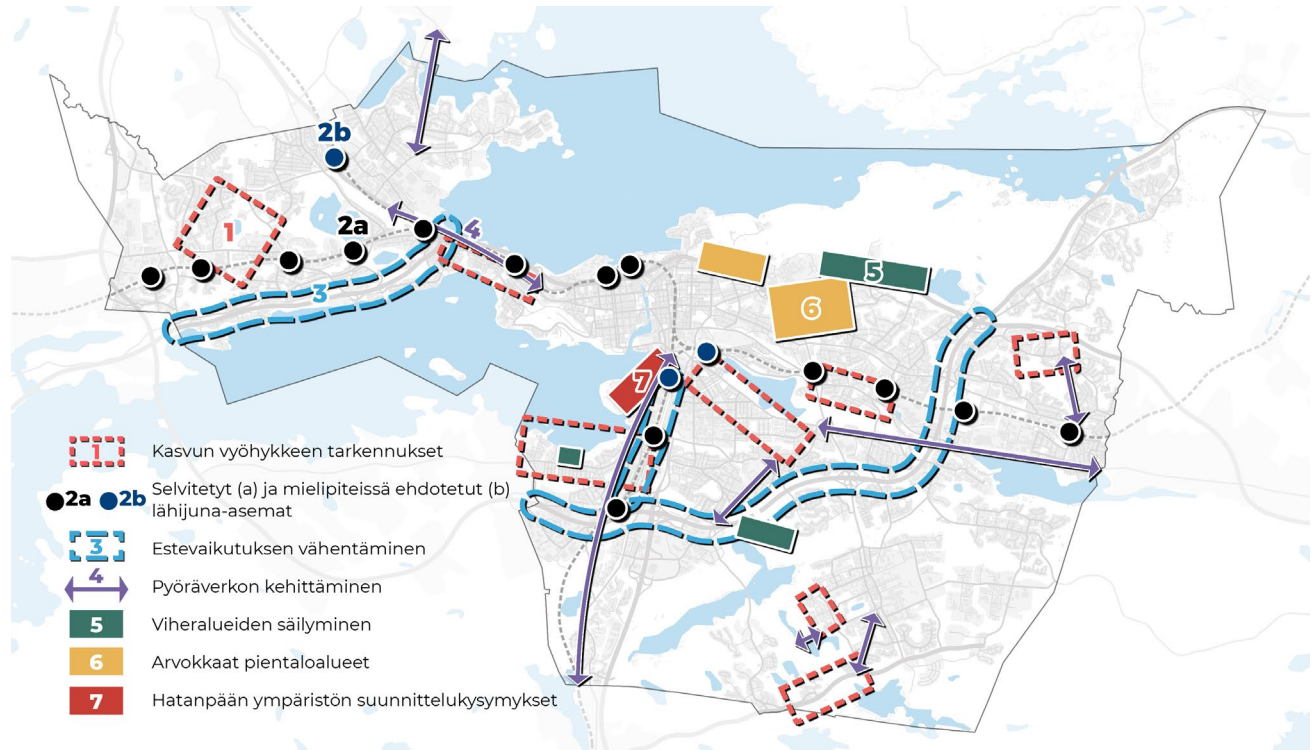 2b
1
2a
4
3
5
6
7
1 Kasvun vyöhykkeen tarkennukset
2a 2b Selvitetyt (a) ja mielipiteissä ehdotetut (b)
lähijuna-asemat
3 Estevaikutuksen vähentäminen
4 Pyöräverkon kehittäminen
5 Viheralueiden säilyminen
6 Arvokkaat pientaloalueet
7 Hatanpään ympäristön suunnittelukysymykset